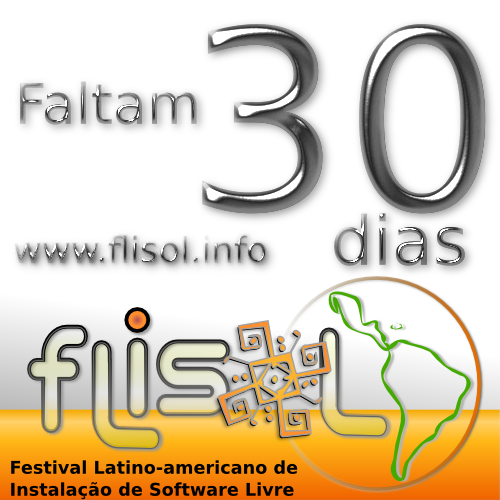 Faltam 30
dias
www.flisol.info
flisol
Festival Latino-americano de
Instalação de Software Livre